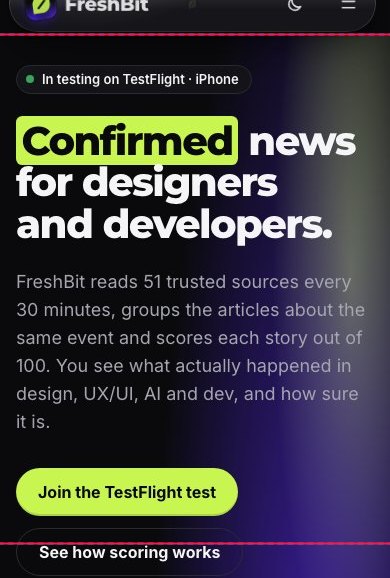 FreshBit
In testing on TestFlight · iPhone
Confirmed news
for designers
and developers.
FreshBit reads 51 trusted sources every
30 minutes, groups the articles about the
same event and scores each story out of
100. You see what actually happened in
design, UX/UI, AI and dev, and how sure
it is.
Join the TestFlight test
See how scoring works